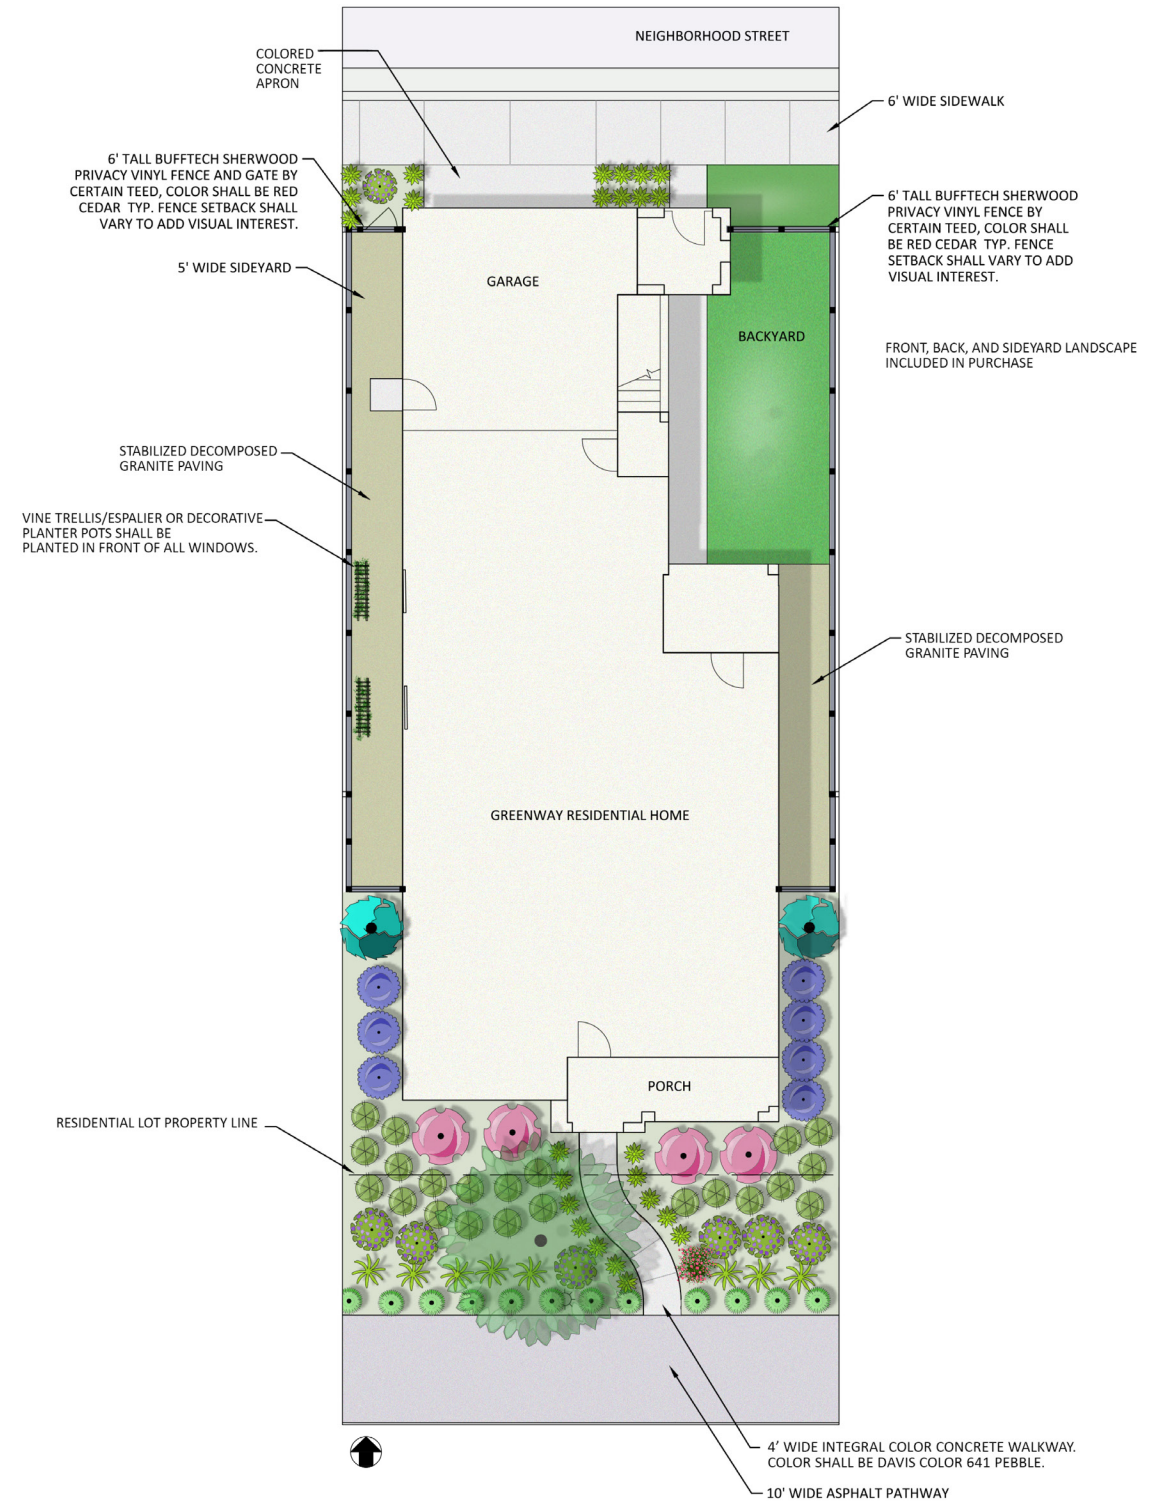 NEIGHBORHOOD STREET
COLORED
CONCRETE
APRON
6' WIDE SIDEWALK
6' TALL BUFFTECH SHERWOOD
PRIVACY VINYL FENCE AND GATE BY
CERTAIN TEED, COLOR SHALL BE RED
CEDAR TYP. FENCE SETBACK SHALL
VARY TO ADD VISUAL INTEREST.
6' TALL BUFFTECH SHERWOOD
PRIVACY VINYL FENCE BY
CERTAIN TEED, COLOR SHALL
BE RED CEDAR TYP. FENCE
SETBACK SHALL VARY TO ADD
VISUAL INTEREST.
5' WIDE SIDEYARD
GARAGE
BACKYARD
FRONT, BACK, AND SIDEYARD LANDSCAPE
INCLUDED IN PURCHASE
STABILIZED DECOMPOSED
GRANITE PAVING
VINE TRELLIS/ESPALIER OR DECORATIVE
PLANTER POTS SHALL BE
PLANTED IN FRONT OF ALL WINDOWS.
STABILIZED DECOMPOSED
GRANITE PAVING
GREENWAY RESIDENTIAL HOME
PORCH
RESIDENTIAL LOT PROPERTY LINE
4' WIDE INTEGRAL COLOR CONCRETE WALKWAY.
COLOR SHALL BE DAVIS COLOR 641 PEBBLE.
10' WIDE ASPHALT PATHWAY